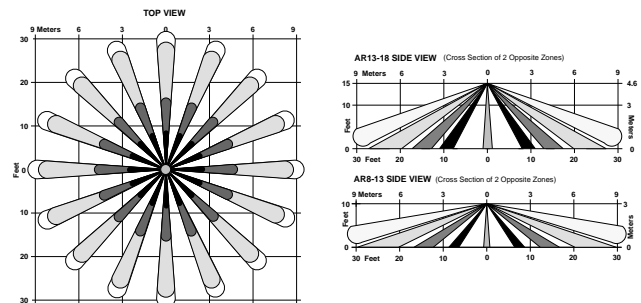 TOP VIEW
9 Meters 6 3 0 3 6 9
30
20
10
Feet 0
10
20
30
AR13-18 SIDE VIEW (Cross Section of 2 Opposite Zones)
9 Meters 6 3 0 3 6 9
15 4.6
10 3
Feet Meters
0 0
30 Feet 20 10 0 10 20 30
AR8-13 SIDE VIEW (Cross Section of 2 Opposite Zones)
9 Meters 6 3 0 3 6 9
10 3
Feet Meters
0 0
30 Feet 20 10 0 10 20 30